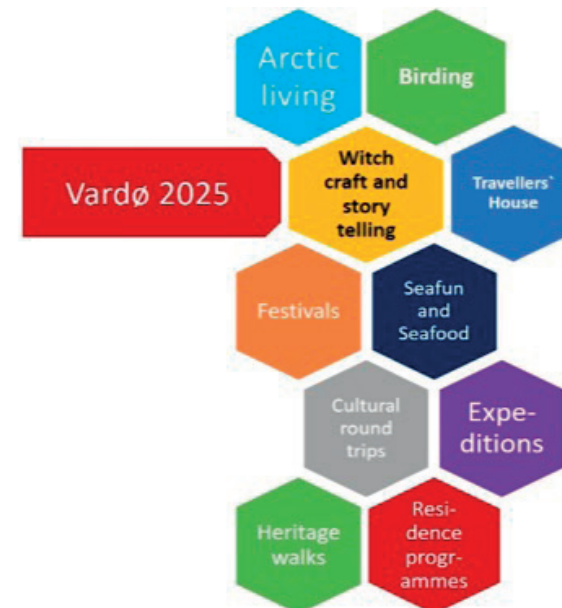 Arctic
living
Birding
Vardø 2025
Witch
craft and
story
telling
Travellers`
House
Festivals
Seafun
and
Seafood
Cultural
round
trips
Expe-
ditions
Heritage
walks
Resi-
dence
progr-
ammes